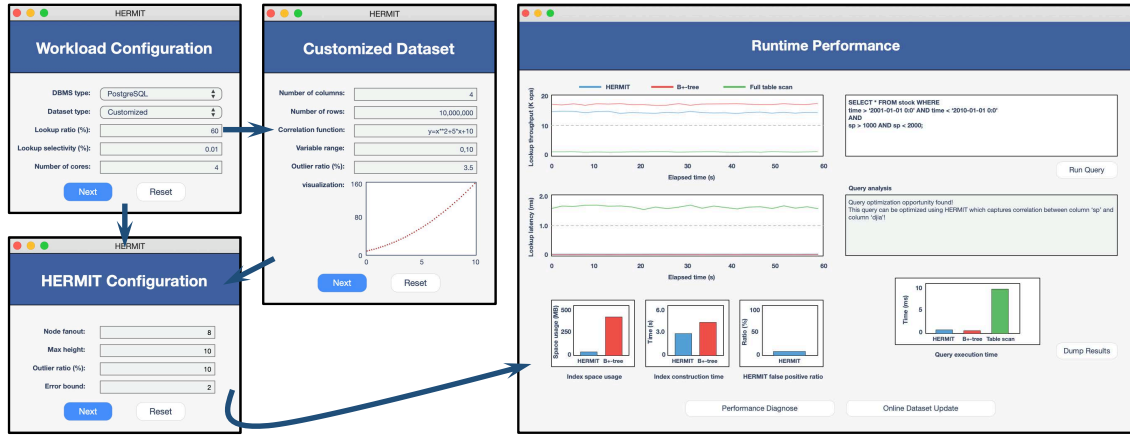 HERMIT
Workload Configuration
DBMS type: PostgreSQL
Dataset type: Customized
Lookup ratio (%): 60
Lookup selectivity (%): 0.01
Number of cores: 4
Next Reset
HERMIT
Customized Dataset
Number of columns: 4
Number of rows: 10,000,000
Correlation function: y=x**2+5*x+10
Variable range: 0,10
Outlier ratio (%): 3.5
visualization:
160
80
0
0 5 10
Next Reset
HERMIT
HERMIT Configuration
Node fanout: 8
Max height: 10
Outlier ratio (%): 10
Error bound: 2
Next Reset
Runtime Performance
HERMIT B+-tree Full table scan
Lookup throughput (K ops)
20
10
0
0 10 20 30 40 50 60
Elapsed time (s)
Lookup latency (ms)
2.0
1.0
0
0 10 20 30 40 50 60
Elapsed time (s)
SELECT * FROM stock WHERE
time > '2001-01-01 0:0' AND time < '2010-01-01 0:0'
AND
sp > 1000 AND sp < 2000;
Run Query
Query analysis
Query optimization opportunity found!
This query can be optimized using HERMIT which captures correlation between column 'sp' and
column 'djia'!
Space usage (MB)
500
250
0
HERMIT B+-tree
Index space usage
Time (s)
6.0
3.0
0
HERMIT B+-tree
Index construction time
Ratio (%)
100
50
0
HERMIT
HERMIT false positive ratio
Time (ms)
10
5
0
HERMIT B+-tree Table scan
Query execution time
Dump Results
Performance Diagnose Online Dataset Update